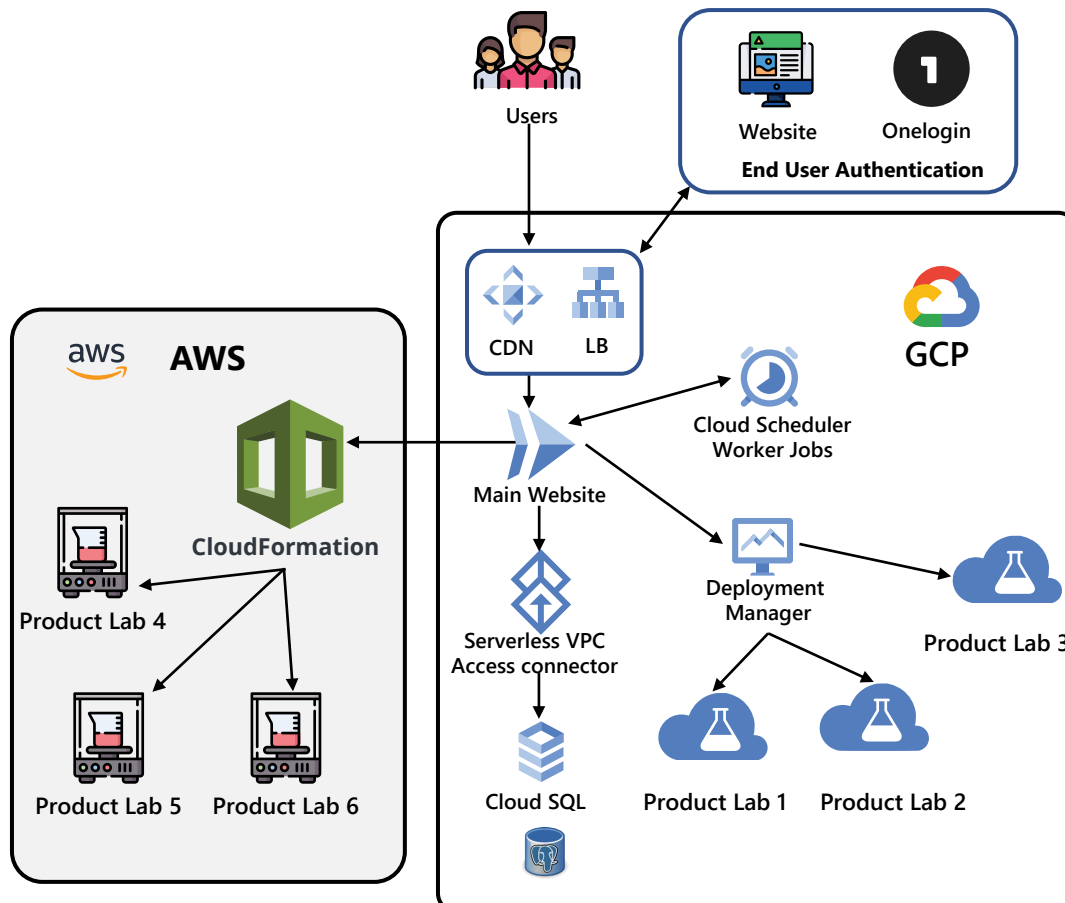 Users
Website
Onelogin
1
End User Authentication
CDN
LB
GCP
aws
AWS
Cloud Scheduler
Worker Jobs
Main Website
CloudFormation
Deployment
Manager
Product Lab 4
Serverless VPC
Access connector
Product Lab 3
Product Lab 5
Product Lab 6
Cloud SQL
Product Lab 1
Product Lab 2